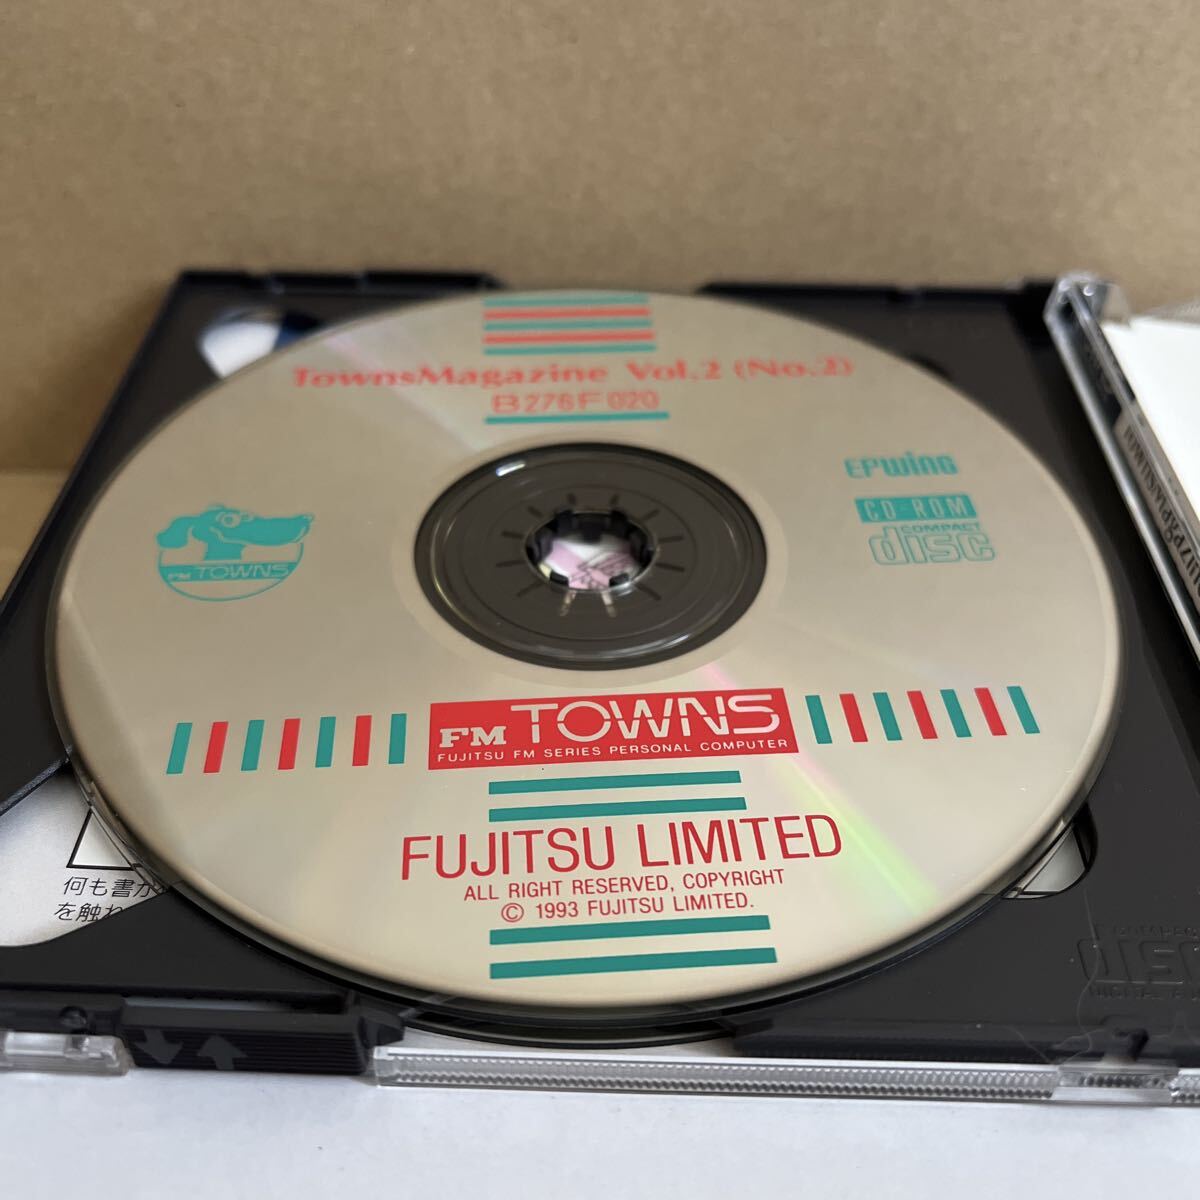 TownsMagazine Vol.2 (No.2)
B276F020
EPWING
CD-ROM
COMPACT
disc
FM TOWNS
FM TOWNS
FUJITSU FM SERIES PERSONAL COMPUTER
FUJITSU LIMITED
ALL RIGHT RESERVED, COPYRIGHT
© 1993 FUJITSU LIMITED.
何も書か
を触れ